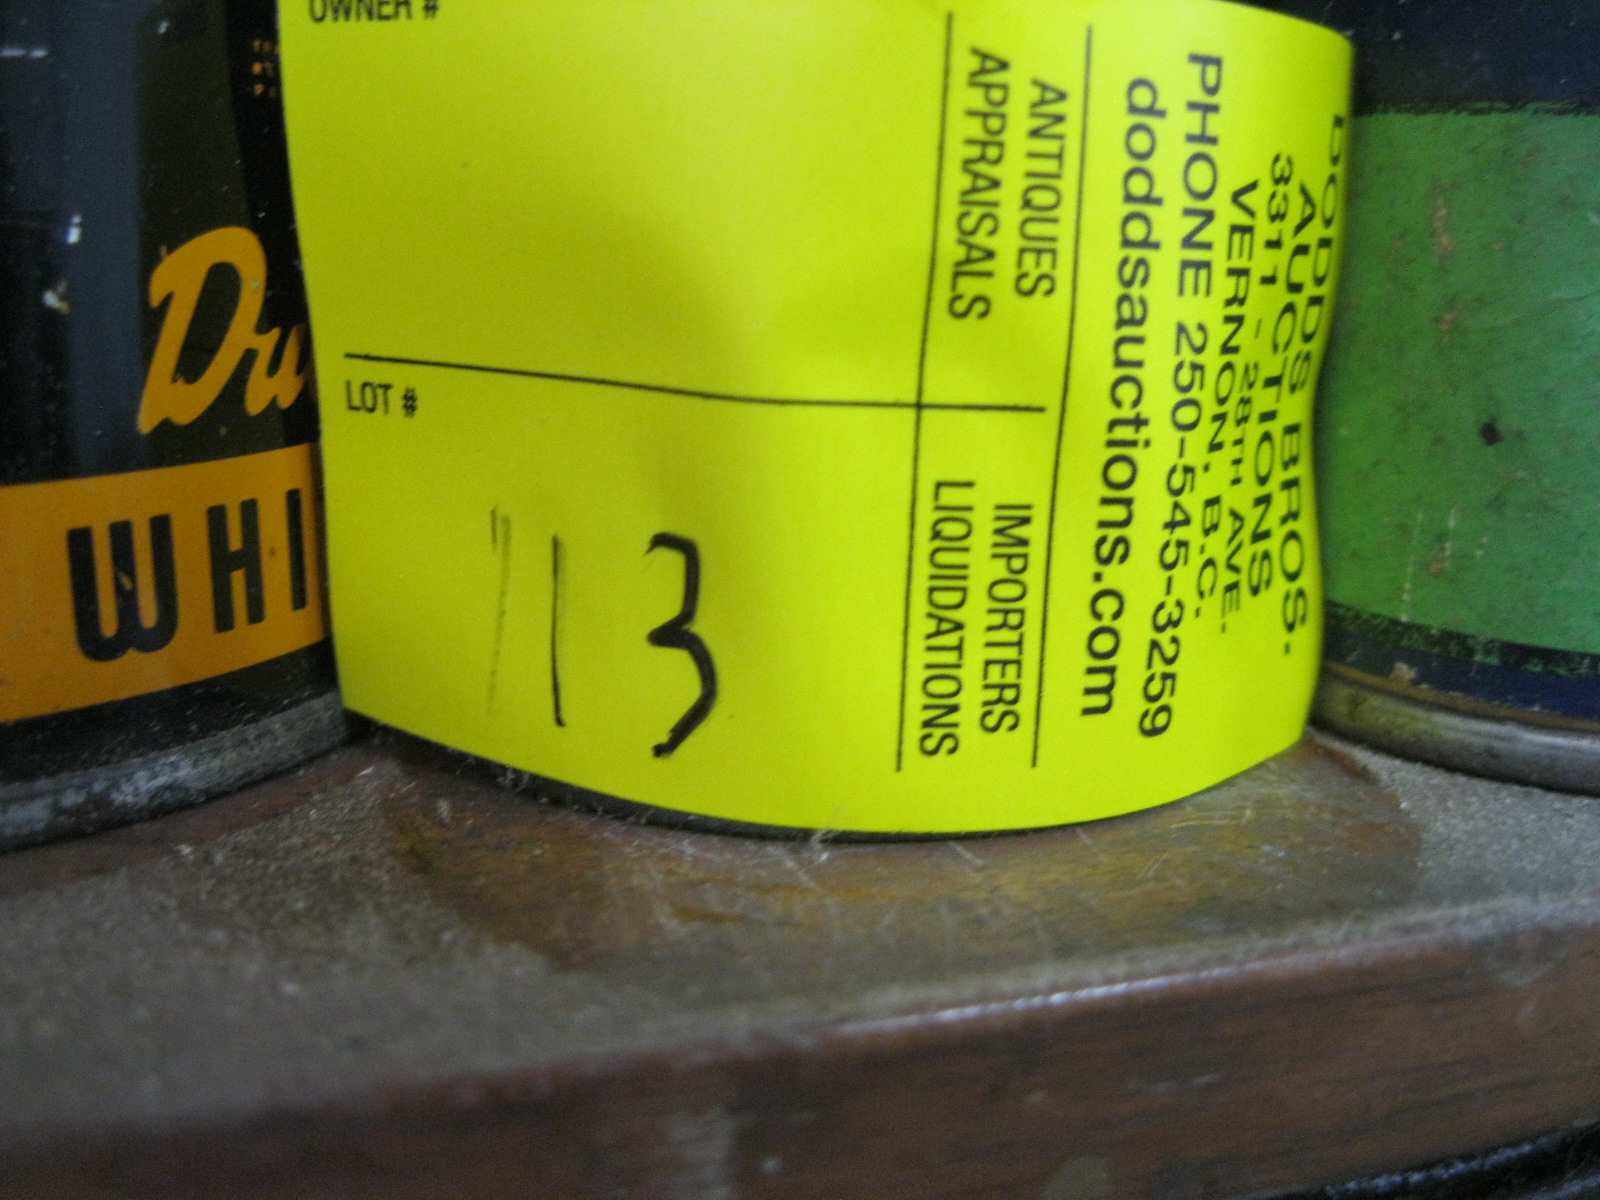 OWNER #
LOT #
113
ANTIQUES
APPRAISALS
IMPORTERS
LIQUIDATIONS
DODDS BROS.
AUCTIONS
3311 - 28TH AVE.
VERNON, B.C.
PHONE 250-545-3259
doddsauctions.com
WHI